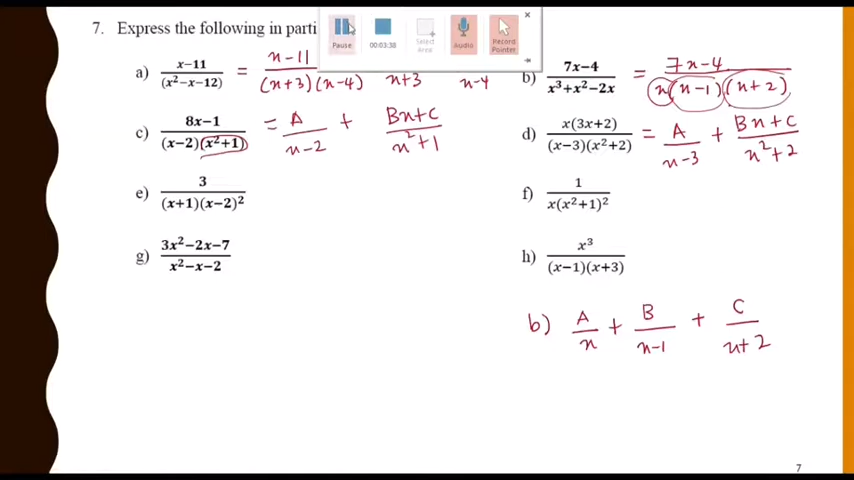 7. Express the following in parti
Pause
00:03:38
Select Area
Audio
Record Pointer
a) x−11/(x²−x−12) = x−11/(x+3)(x−4) x+3 x−4
b) 7x−4/x³+x²−2x = 7x−4/x(x−1)(x+2)
c) 8x−1/(x−2)(x²+1) = A/x−2 + Bx+C/x²+1
d) x(3x+2)/(x−3)(x²+2) = A/x−3 + Bx+C/x²+2
e) 3/(x+1)(x−2)²
f) 1/x(x²+1)²
g) 3x²−2x−7/x²−x−2
h) x³/(x−1)(x+3)
b) A/x + B/x−1 + C/x+2
7